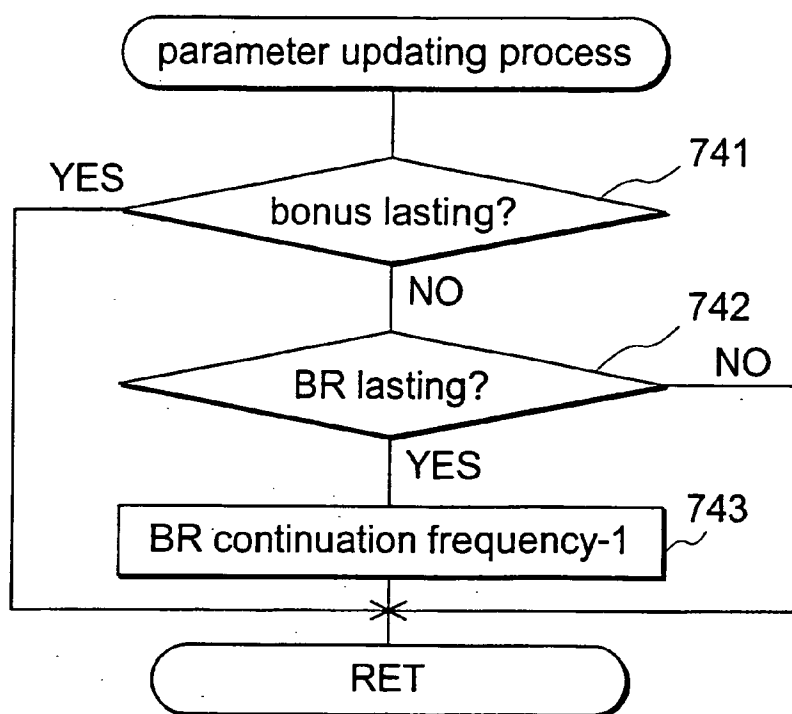 parameter updating process
741
YES
bonus lasting?
NO
742
NO
BR lasting?
YES
743
BR continuation frequency-1
RET